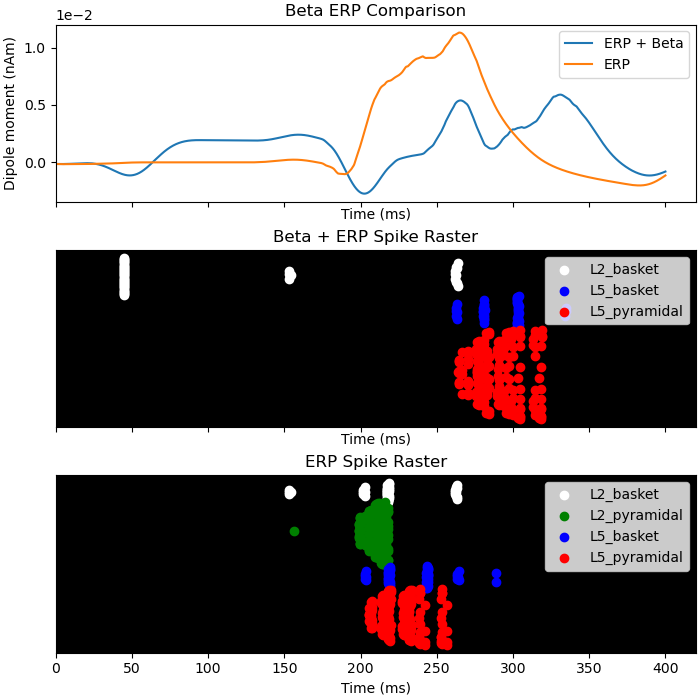 Beta ERP Comparison
1e−2
Dipole moment (nAm)
1.0
0.5
0.0
ERP + Beta
ERP
Time (ms)
Beta + ERP Spike Raster
L2_basket
L5_basket
L5_pyramidal
Time (ms)
ERP Spike Raster
L2_basket
L2_pyramidal
L5_basket
L5_pyramidal
0 50 100 150 200 250 300 350 400
Time (ms)